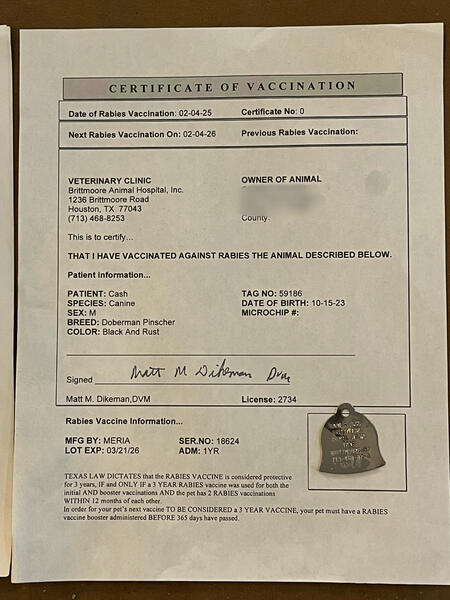 CERTIFICATE OF VACCINATION
Date of Rabies Vaccination: 02-04-25 Certificate No: 0
Next Rabies Vaccination On: 02-04-26 Previous Rabies Vaccination:
VETERINARY CLINIC OWNER OF ANIMAL
Brittmoore Animal Hospital, Inc.
1236 Brittmoore Road
Houston, TX 77043
(713) 468-8253 County:
This is to certify...
THAT I HAVE VACCINATED AGAINST RABIES THE ANIMAL DESCRIBED BELOW.
Patient information...
PATIENT: Cash TAG NO: 59186
SPECIES: Canine DATE OF BIRTH: 10-15-23
SEX: M MICROCHIP #:
BREED: Doberman Pinscher
COLOR: Black And Rust
Signed Matt M Dikeman Dvm
Matt M. Dikeman,DVM License: 2734
Rabies Vaccine Information...
MFG BY: MERIA SER.NO: 18624
LOT EXP: 03/21/26 ADM: 1YR
TEXAS LAW DICTATES that the RABIES VACCINE is considered protective
for 3 years, IF and ONLY IF a 3 YEAR RABIES vaccine was used for both the
initial AND booster vaccinations AND the pet has 2 RABIES vaccinations
WITHIN 12 months of each other.
In order for your pet's next vaccine TO BE CONSIDERED a 3 YEAR VACCINE, your pet must have a RABIES
vaccine booster administered BEFORE 365 days have passed.